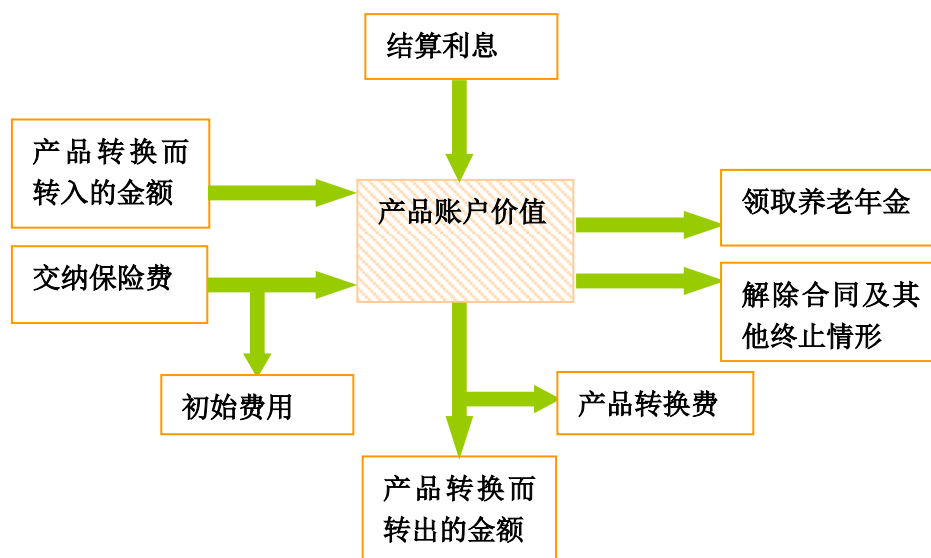 结算利息
产品转换而
转入的金额
产品账户价值
领取养老年金
交纳保险费
解除合同及其
他终止情形
初始费用
产品转换费
产品转换而
转出的金额